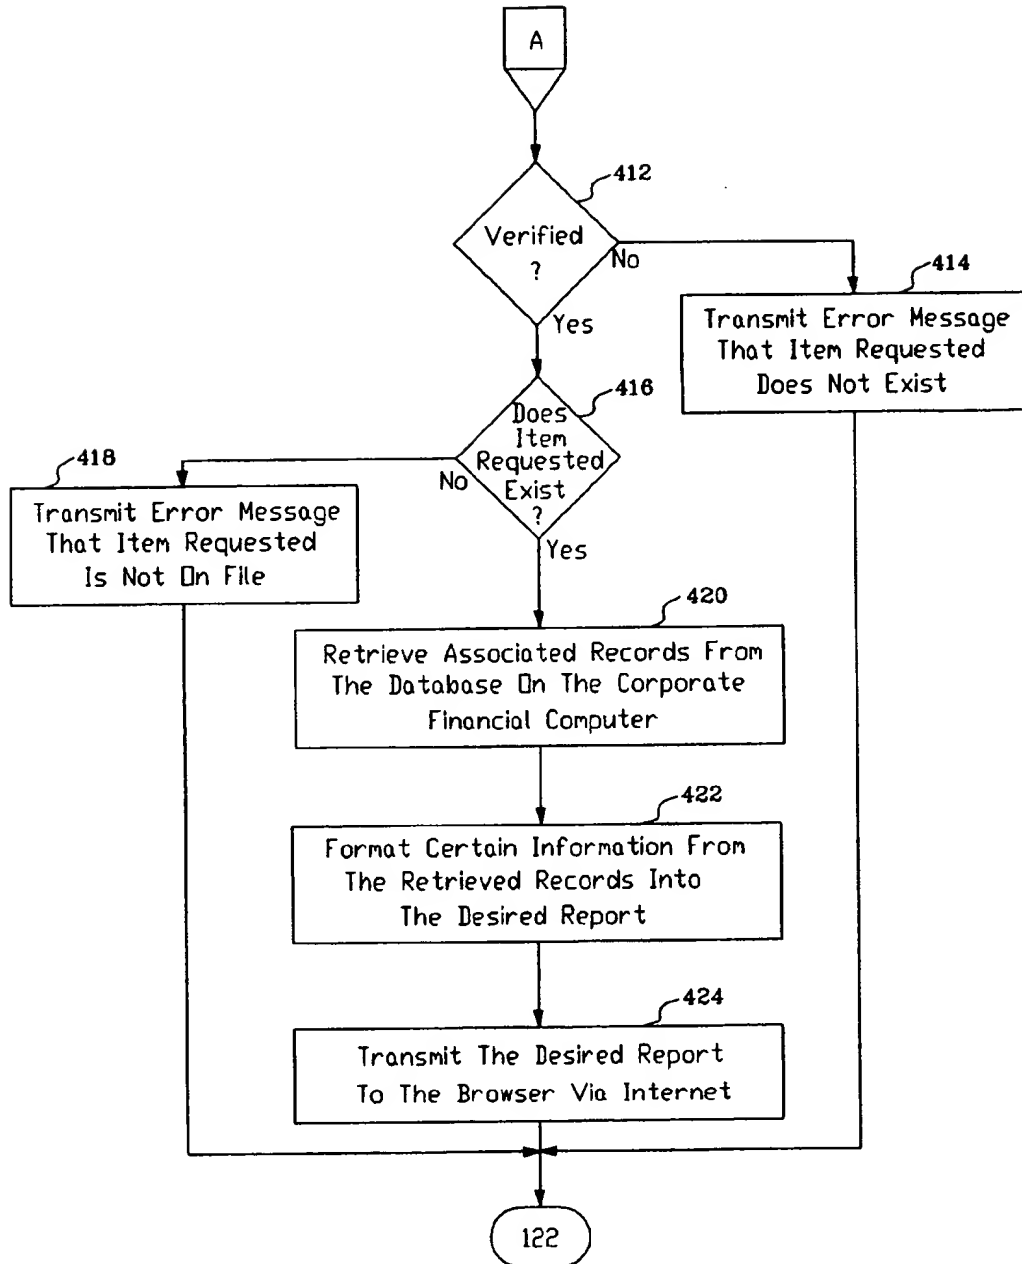 A
412
Verified
?
No
Yes
414
Transmit Error Message
That Item Requested
Does Not Exist
416
Does
Item
Requested
Exist
?
No
Yes
418
Transmit Error Message
That Item Requested
Is Not On File
420
Retrieve Associated Records From
The Database On The Corporate
Financial Computer
422
Format Certain Information From
The Retrieved Records Into
The Desired Report
424
Transmit The Desired Report
To The Browser Via Internet
122